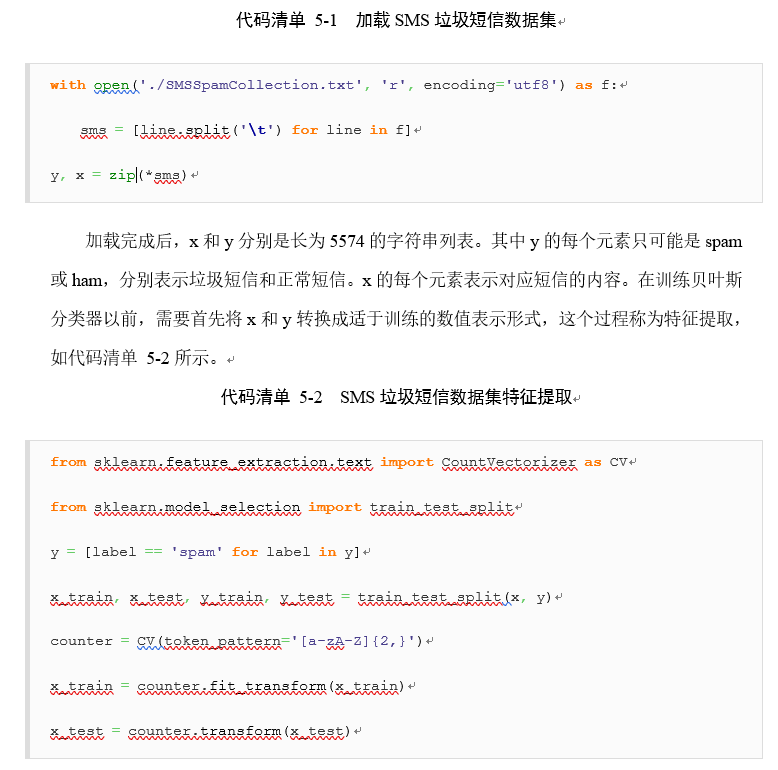 代码清单 5-1 加载 SMS 垃圾短信数据集
with open('./SMSSpamCollection.txt', 'r', encoding='utf8') as f:
sms = [line.split('\t') for line in f]
y, x = zip(*sms)
加载完成后，x 和 y 分别是长为 5574 的字符串列表。其中 y 的每个元素只可能是 spam
或 ham，分别表示垃圾短信和正常短信。x 的每个元素表示对应短信的内容。在训练贝叶斯
分类器以前，需要首先将 x 和 y 转换成适于训练的数值表示形式，这个过程称为特征提取，
如代码清单 5-2 所示。
代码清单 5-2 SMS 垃圾短信数据集特征提取
from sklearn.feature_extraction.text import CountVectorizer as CV
from sklearn.model_selection import train_test_split
y = [label == 'spam' for label in y]
x_train, x_test, y_train, y_test = train_test_split(x, y)
counter = CV(token_pattern='[a-zA-Z]{2,}')
x_train = counter.fit_transform(x_train)
x_test = counter.transform(x_test)